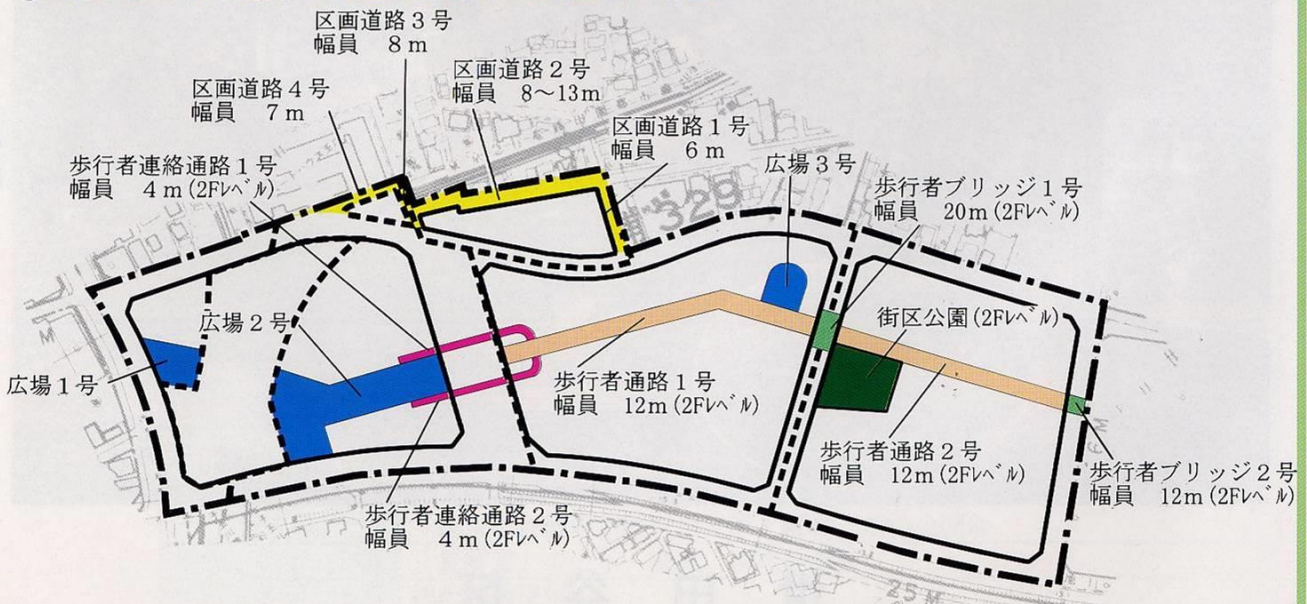 区画道路3号
幅員 8m
区画道路2号
幅員 8〜13m
区画道路4号
幅員 7m
区画道路1号
幅員 6m
歩行者連絡通路1号
幅員 4m(2Fレベル)
広場3号
歩行者ブリッジ1号
幅員 20m(2Fレベル)
329
広場2号
街区公園(2Fレベル)
広場1号
歩行者通路1号
幅員 12m(2Fレベル)
歩行者通路2号
幅員 12m(2Fレベル)
歩行者ブリッジ2号
幅員 12m(2Fレベル)
歩行者連絡通路2号
幅員 4m(2Fレベル)
25M